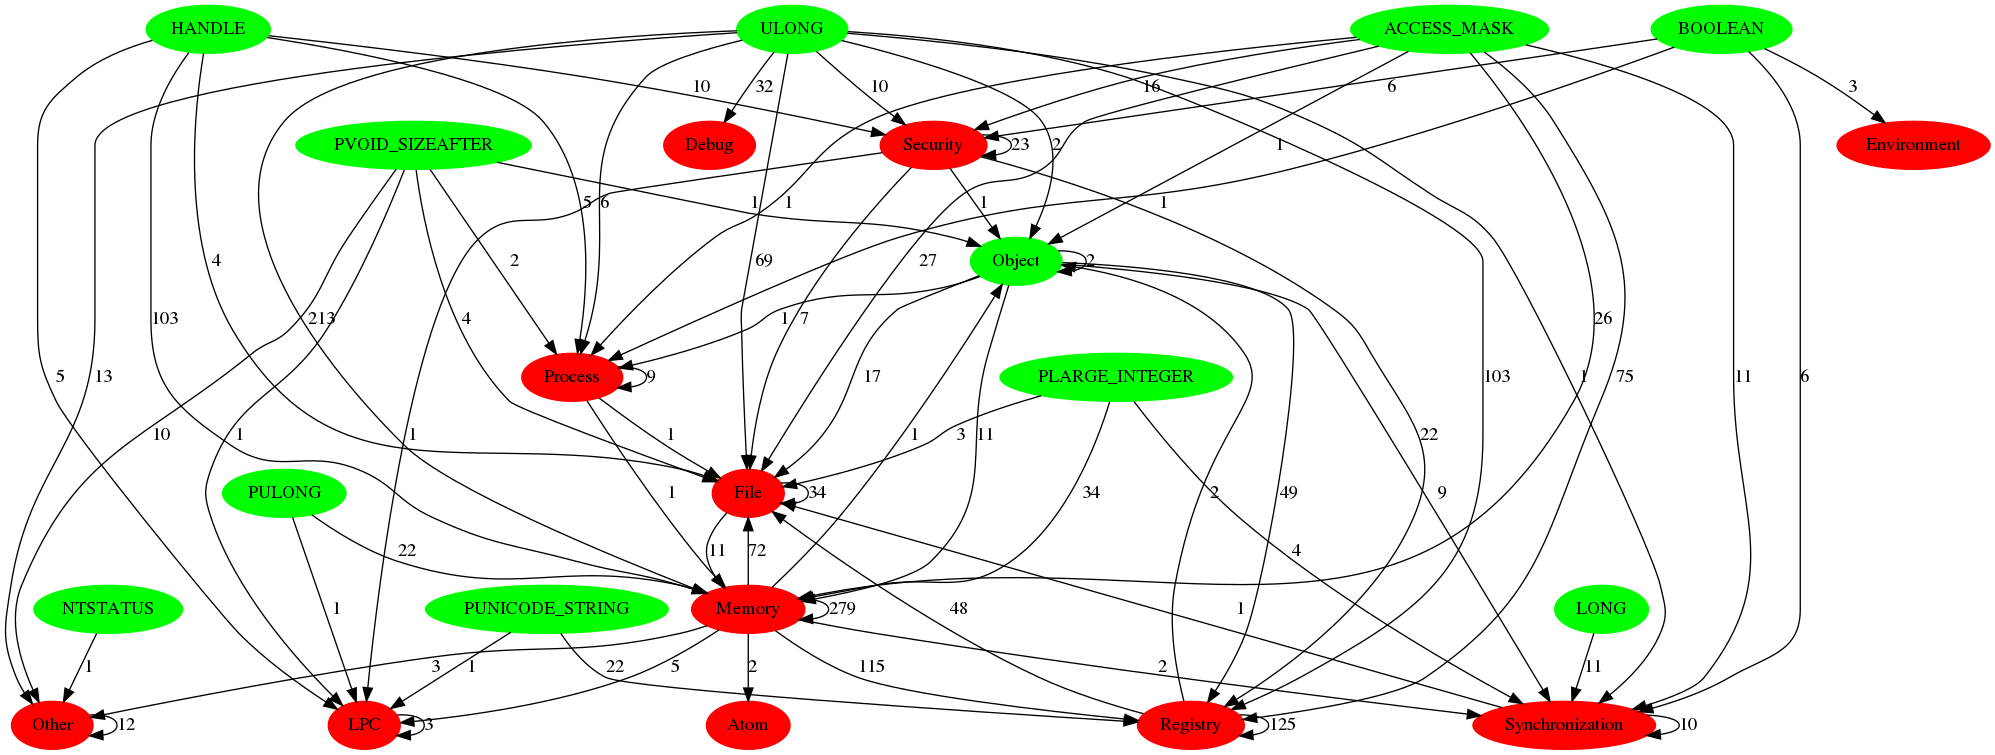 HANDLE ULONG ACCESS_MASK BOOLEAN
10 32 10 16 6 3
PVOID_SIZEAFTER Debug Security 23 2 1 Environment
1 5 6 1 1 1
4 2 69 27 Object 2
103 213 4 1 7 26
5 13 Process 9 17 PLARGE_INTEGER 103 1 75 11 6
10 1 1 1 1 3 11 22
PULONG File 34 34 2 49 9
22 11 72 4
NTSTATUS 1 PUNICODE_STRING Memory 279 48 1 LONG
1 3 1 22 5 2 115 2 11
Other 12 LPC 3 Atom Registry 125 Synchronization 10